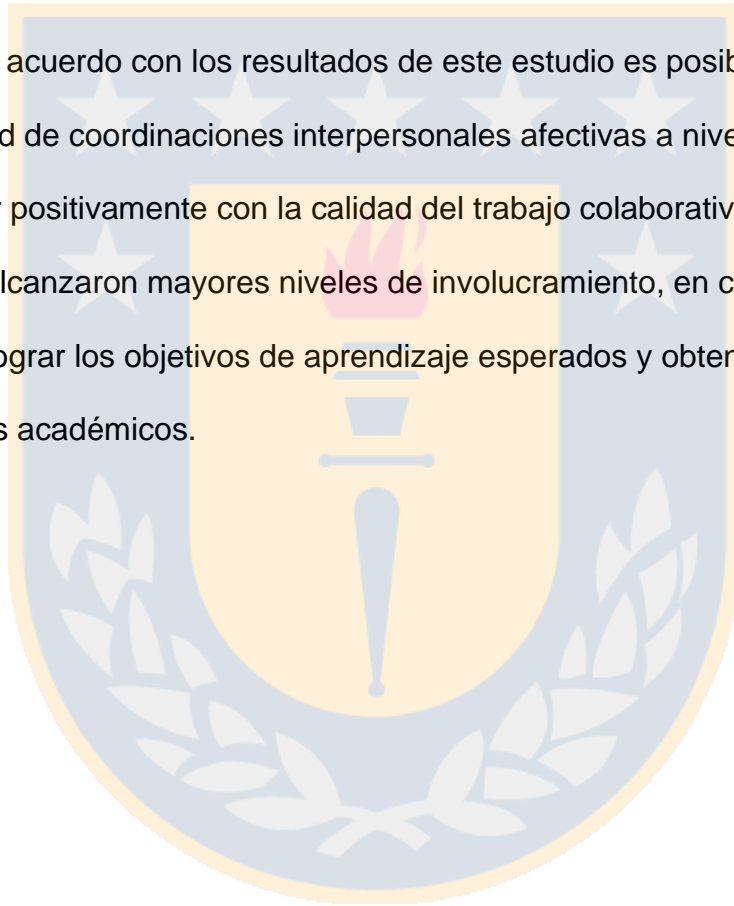 acuerdo con los resultados de este estudio es posib
d de coordinaciones interpersonales afectivas a nive
y positivamente con la calidad del trabajo colaborativ
lcanzaron mayores niveles de involucramiento, en c
ograr los objetivos de aprendizaje esperados y obten
s académicos.